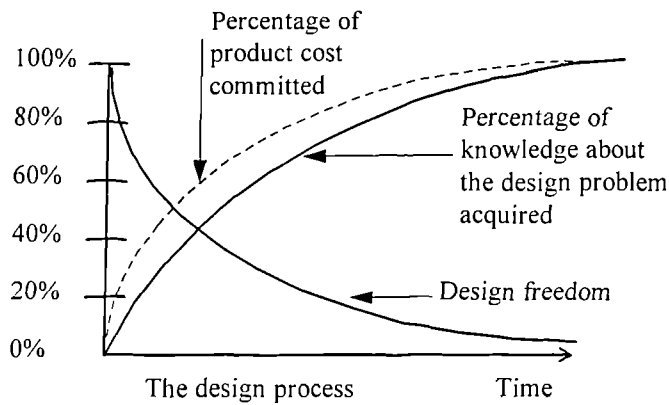 Percentage of
product cost
committed
100%
80%
60%
40%
20%
0%
Percentage of
knowledge about
the design problem
acquired
Design freedom
The design process
Time